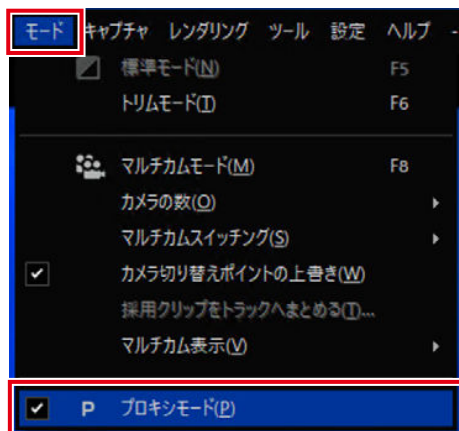 モード キャプチャ レンダリング ツール 設定 ヘルプ -
標準モード(N) F5
トリムモード(T) F6
マルチカムモード(M) F8
カメラの数(O)
マルチカムスイッチング(S)
カメラ切り替えポイントの上書き(W)
採用クリップをトラックへまとめる(T)...
マルチカム表示(V)
P プロキシモード(P)